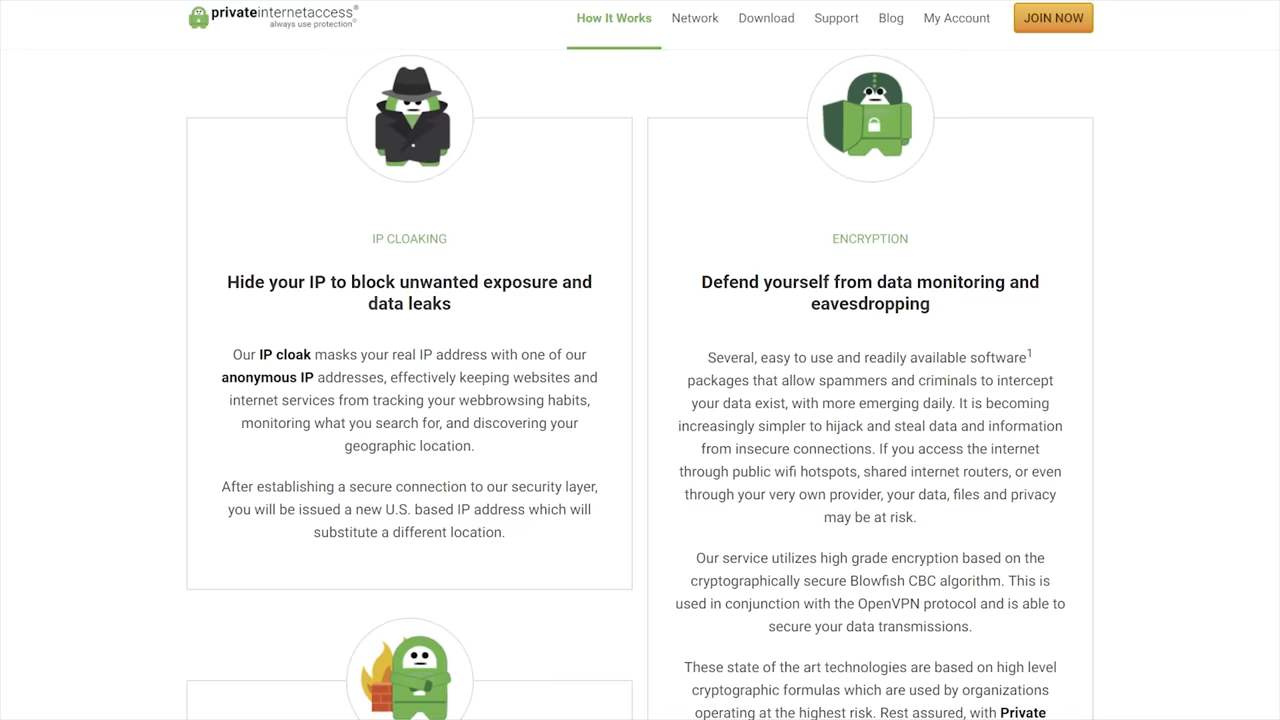 privateinternetaccess®
always use protection®
How It Works Network Download Support Blog My Account JOIN NOW
IP CLOAKING
Hide your IP to block unwanted exposure and
data leaks
Our IP cloak masks your real IP address with one of our
anonymous IP addresses, effectively keeping websites and
internet services from tracking your webbrowsing habits,
monitoring what you search for, and discovering your
geographic location.
After establishing a secure connection to our security layer,
you will be issued a new U.S. based IP address which will
substitute a different location.
ENCRYPTION
Defend yourself from data monitoring and
eavesdropping
Several, easy to use and readily available software1
packages that allow spammers and criminals to intercept
your data exist, with more emerging daily. It is becoming
increasingly simpler to hijack and steal data and information
from insecure connections. If you access the internet
through public wifi hotspots, shared internet routers, or even
through your very own provider, your data, files and privacy
may be at risk.
Our service utilizes high grade encryption based on the
cryptographically secure Blowfish CBC algorithm. This is
used in conjunction with the OpenVPN protocol and is able to
secure your data transmissions.
These state of the art technologies are based on high level
cryptographic formulas which are used by organizations
operating at the highest risk. Rest assured, with Private